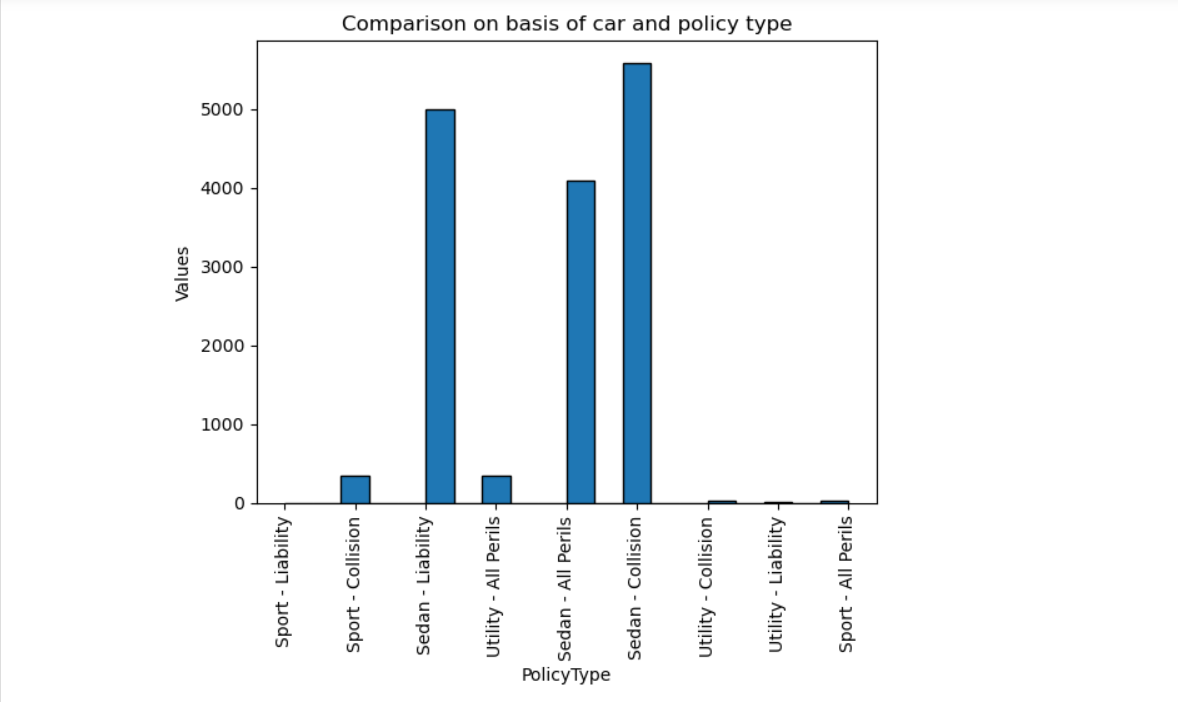 Comparison on basis of car and policy type
Values
5000
4000
3000
2000
1000
0
Sport - Liability
Sport - Collision
Sedan - Liability
Utility - All Perils
Sedan - All Perils
Sedan - Collision
Utility - Collision
Utility - Liability
Sport - All Perils
PolicyType